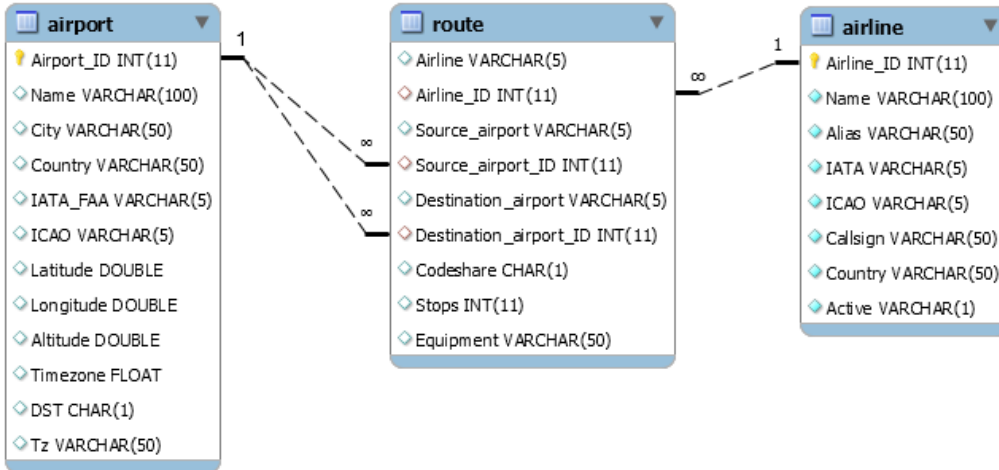 airport
Airport_ID INT(11)
Name VARCHAR(100)
City VARCHAR(50)
Country VARCHAR(50)
IATA_FAA VARCHAR(5)
ICAO VARCHAR(5)
Latitude DOUBLE
Longitude DOUBLE
Altitude DOUBLE
Timezone FLOAT
DST CHAR(1)
Tz VARCHAR(50)
1
∞
∞
route
Airline VARCHAR(5)
Airline_ID INT(11)
Source_airport VARCHAR(5)
Source_airport_ID INT(11)
Destination_airport VARCHAR(5)
Destination_airport_ID INT(11)
Codeshare CHAR(1)
Stops INT(11)
Equipment VARCHAR(50)
∞
1
airline
Airline_ID INT(11)
Name VARCHAR(100)
Alias VARCHAR(50)
IATA VARCHAR(5)
ICAO VARCHAR(5)
Callsign VARCHAR(50)
Country VARCHAR(50)
Active VARCHAR(1)